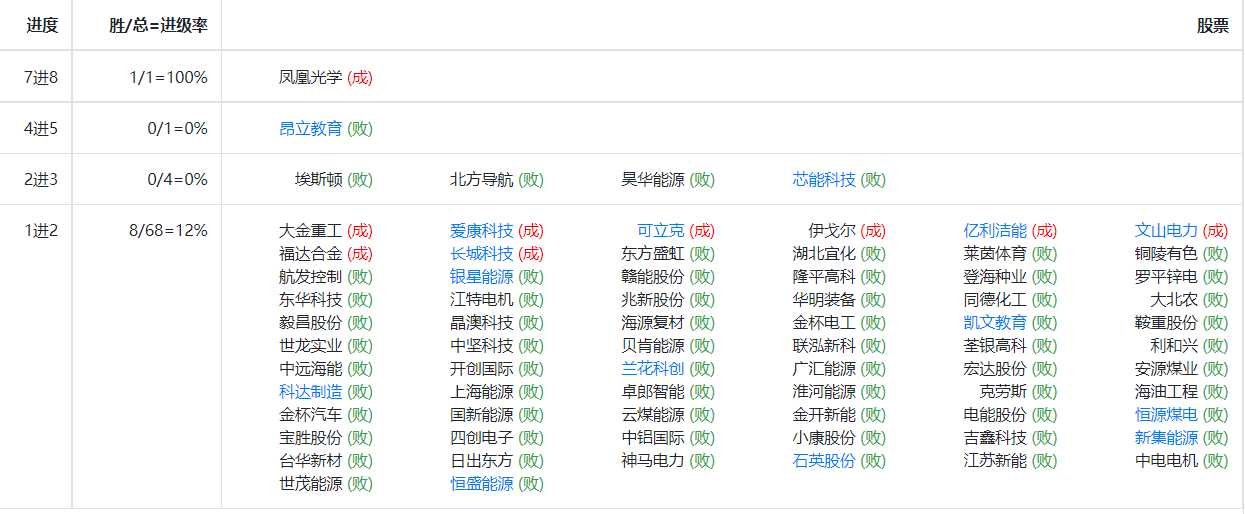 进度 胜/总=进级率 股票
7进8 1/1=100% 凤凰光学 (成)
4进5 0/1=0% 昂立教育 (败)
2进3 0/4=0% 埃斯顿 (败) 北方导航 (败) 昊华能源 (败) 芯能科技 (败)
1进2 8/68=12% 大金重工 (成) 爱康科技 (成) 可立克 (成) 伊戈尔 (成) 亿利洁能 (成) 文山电力 (成)
福达合金 (成) 长城科技 (成) 东方盛虹 (败) 湖北宜化 (败) 莱茵体育 (败) 铜陵有色 (败)
航发控制 (败) 银星能源 (败) 赣能股份 (败) 隆平高科 (败) 登海种业 (败) 罗平锌电 (败)
东华科技 (败) 江特电机 (败) 兆新股份 (败) 华明装备 (败) 同德化工 (败) 大北农 (败)
毅昌股份 (败) 晶澳科技 (败) 海源复材 (败) 金杯电工 (败) 凯文教育 (败) 鞍重股份 (败)
世龙实业 (败) 中坚科技 (败) 贝肯能源 (败) 联泓新科 (败) 荃银高科 (败) 利和兴 (败)
中远海能 (败) 开创国际 (败) 兰花科创 (败) 广汇能源 (败) 宏达股份 (败) 安源煤业 (败)
科达制造 (败) 上海能源 (败) 卓郎智能 (败) 淮河能源 (败) 克劳斯 (败) 海油工程 (败)
金杯汽车 (败) 国新能源 (败) 云煤能源 (败) 金开新能 (败) 电能股份 (败) 恒源煤电 (败)
宝胜股份 (败) 四创电子 (败) 中铝国际 (败) 小康股份 (败) 吉鑫科技 (败) 新集能源 (败)
台华新材 (败) 日出东方 (败) 神马电力 (败) 石英股份 (败) 江苏新能 (败) 中电电机 (败)
世茂能源 (败) 恒盛能源 (败)